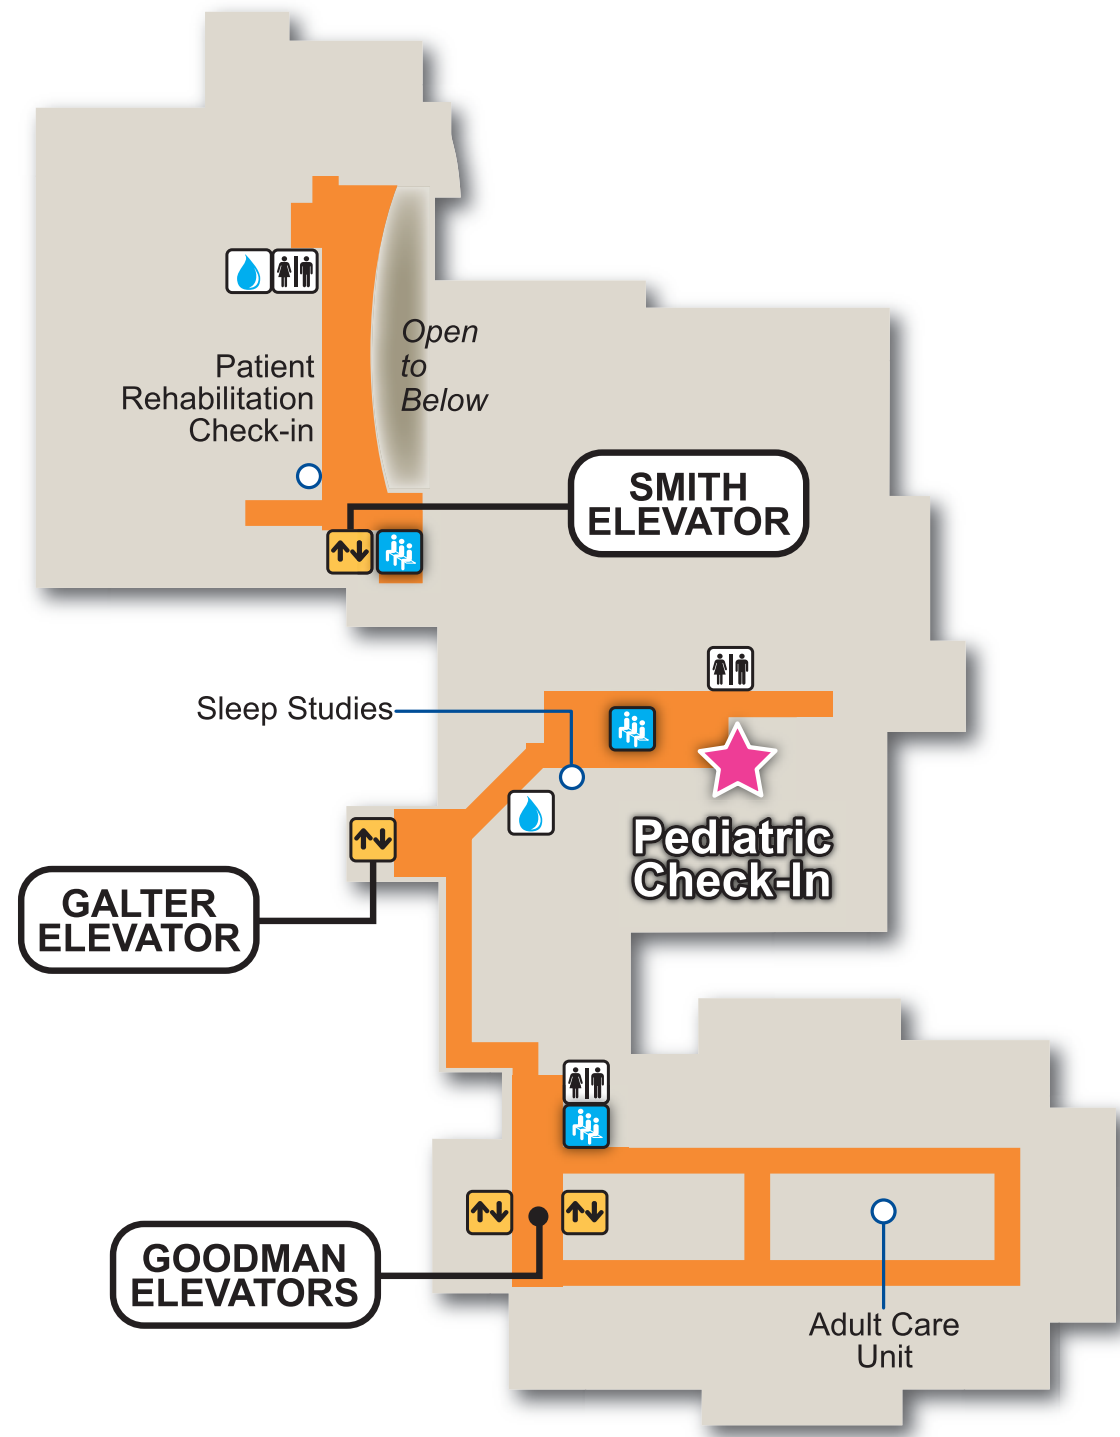 Open
to
Below
Patient
Rehabilitation
Check-in
SMITH
ELEVATOR
Sleep Studies
Pediatric
Check-In
GALTER
ELEVATOR
GOODMAN
ELEVATORS
Adult Care
Unit